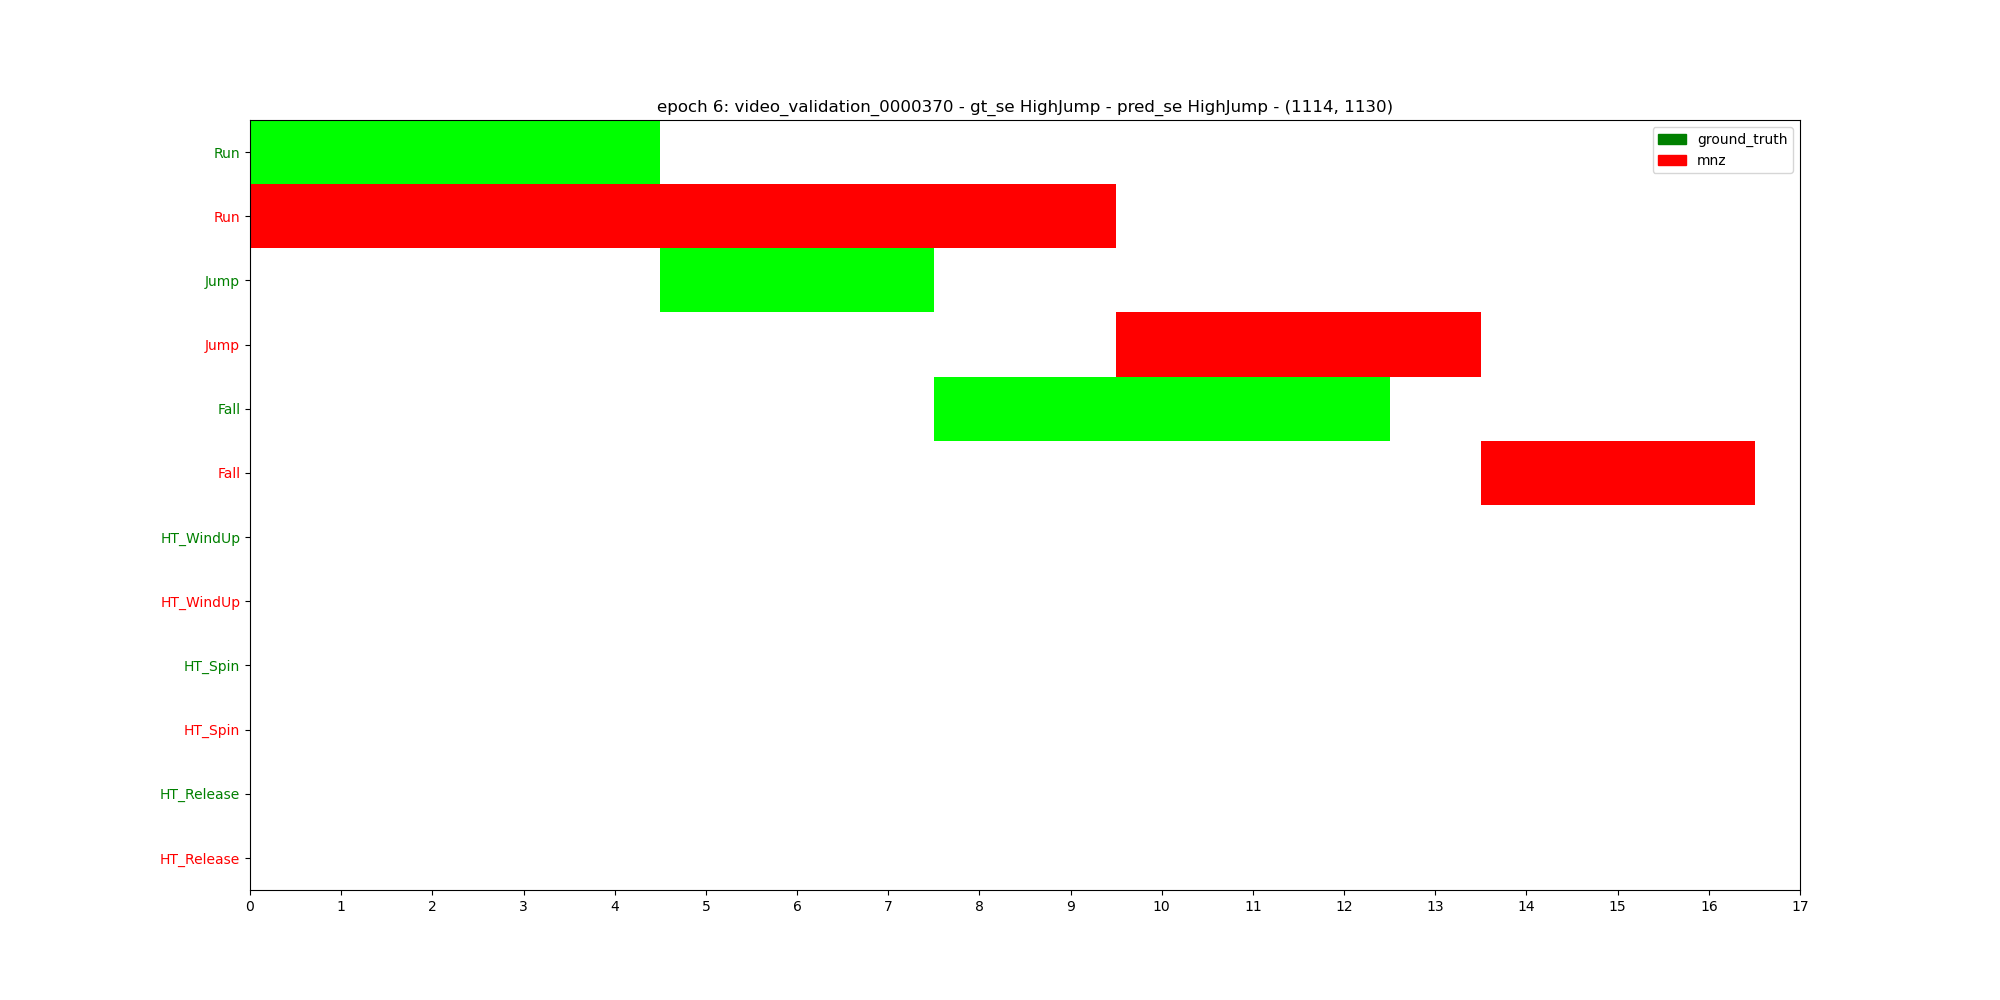 epoch 6: video_validation_0000370 - gt_se HighJump - pred_se HighJump - (1114, 1130)
ground_truth
mnz
Run
Run
Jump
Jump
Fall
Fall
HT_WindUp
HT_WindUp
HT_Spin
HT_Spin
HT_Release
HT_Release
0 1 2 3 4 5 6 7 8 9 10 11 12 13 14 15 16 17